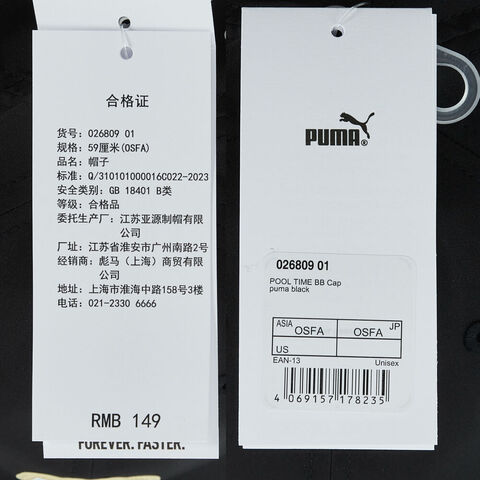 合格证
货号: 026809 01
规格: 59厘米(OSFA)
品名: 帽子
标准: Q/310101000016C022-2023
安全类别: GB 18401 B类
等级: 合格品
委托生产厂: 江苏亚源制帽有限公
司
厂址: 江苏省淮安市广州南路2号
经销商: 彪马（上海）商贸有限
公司
地址: 上海市淮海中路158号3楼
电话: 021-2330 6666
RMB 149
FOREVER. FASTER.
PUMA®
026809 01
POOL TIME BB Cap
puma black
ASIA OSFA OSFA JP
US
EAN-13 Unisex
4 069157 178235